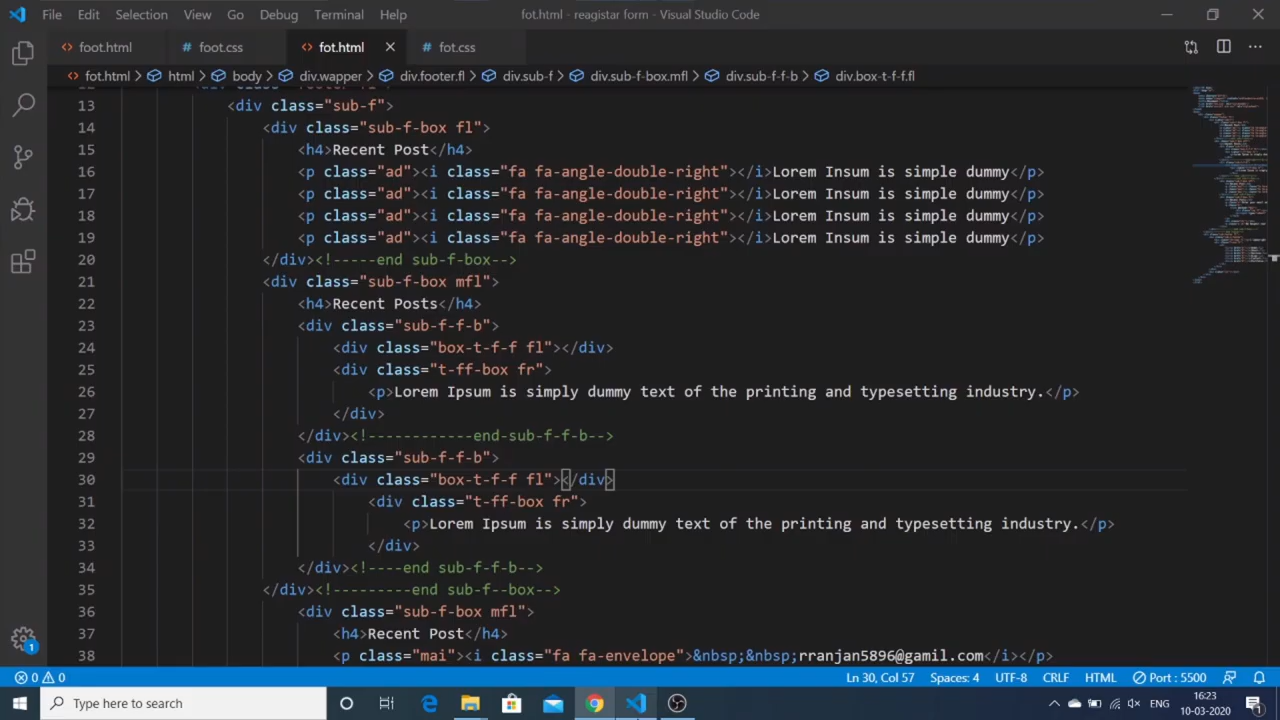 File Edit Selection View Go Debug Terminal Help fot.html - reagistar form - Visual Studio Code
foot.html foot.css fot.html fot.css
fot.html > html > body > div.wapper > div.footer.fl > div.sub-f > div.sub-f-box.mfl > div.sub-f-f-b > div.box-t-f-f.fl
13 <div class="sub-f">
14 <div class="sub-f-box fl">
15 <h4>Recent Post</h4>
16 <p class="ad"><i class="fa fa-angle-double-right"></i>Lorem Insum is simple dummy</p>
17 <p class="ad"><i class="fa fa-angle-double-right"></i>Lorem Insum is simple dummy</p>
18 <p class="ad"><i class="fa fa-angle-double-right"></i>Lorem Insum is simple dummy</p>
19 <p class="ad"><i class="fa fa-angle-double-right"></i>Lorem Insum is simple dummy</p>
20 </div><!-----end sub-f-box-->
21 <div class="sub-f-box mfl">
22 <h4>Recent Posts</h4>
23 <div class="sub-f-f-b">
24 <div class="box-t-f-f fl"></div>
25 <div class="t-ff-box fr">
26 <p>Lorem Ipsum is simply dummy text of the printing and typesetting industry.</p>
27 </div>
28 </div><!------------end-sub-f-f-b-->
29 <div class="sub-f-f-b">
30 <div class="box-t-f-f fl"></div>
31 <div class="t-ff-box fr">
32 <p>Lorem Ipsum is simply dummy text of the printing and typesetting industry.</p>
33 </div>
34 </div><!----end sub-f-f-b-->
35 </div><!---------end sub-f--box-->
36 <div class="sub-f-box mfl">
37 <h4>Recent Post</h4>
38 <p class="mai"><i class="fa fa-envelope">&nbsp;&nbsp;rranjan5896@gamil.com</i></p>
1
0 0 Ln 30, Col 57 Spaces: 4 UTF-8 CRLF HTML Port : 5500
Type here to search 16:23
10-03-2020 1